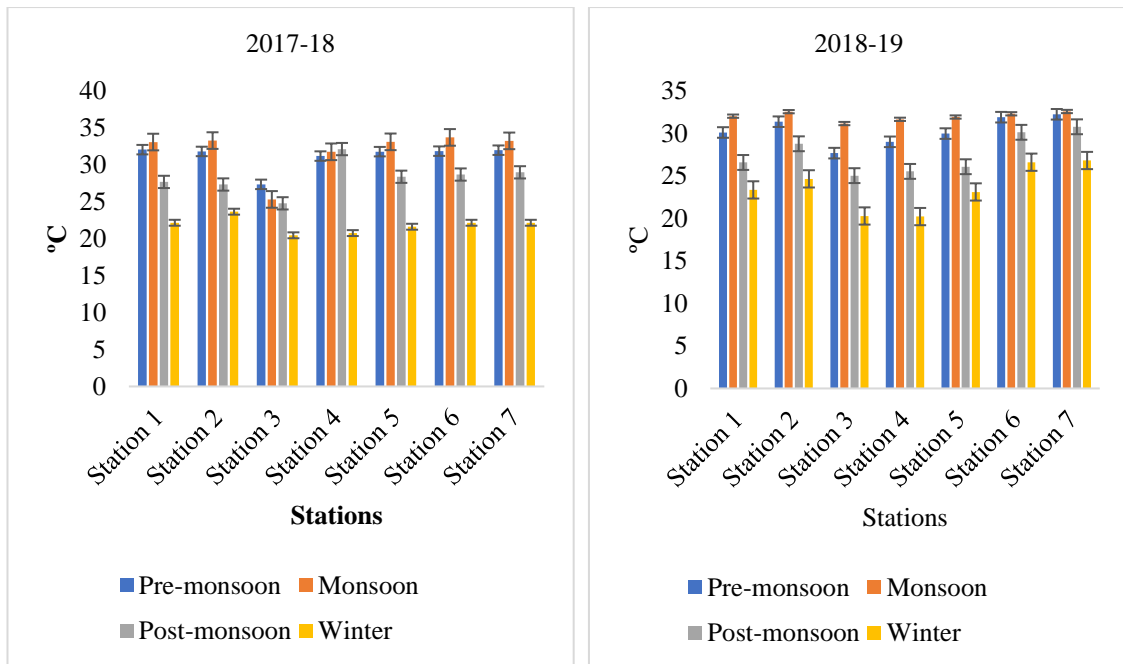 2017-18
40
35
30
25
20
15
10
5
0
ºC
Station 1
Station 2
Station 3
Station 4
Station 5
Station 6
Station 7
Stations
Pre-monsoon Monsoon
Post-monsoon Winter
2018-19
35
30
25
20
15
10
5
0
ºC
Station 1
Station 2
Station 3
Station 4
Station 5
Station 6
Station 7
Stations
Pre-monsoon Monsoon
Post-monsoon Winter